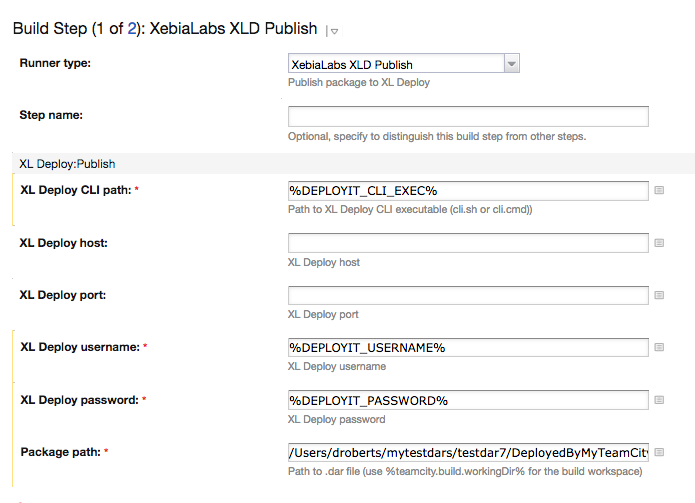 Build Step (1 of 2): XebiaLabs XLD Publish
Runner type:
XebiaLabs XLD Publish
Publish package to XL Deploy
Step name:
Optional, specify to distinguish this build step from other steps.
XL Deploy:Publish
XL Deploy CLI path: *
%DEPLOYIT_CLI_EXEC%
Path to XL Deploy CLI executable (cli.sh or cli.cmd))
XL Deploy host:
XL Deploy host
XL Deploy port:
XL Deploy port
XL Deploy username: *
%DEPLOYIT_USERNAME%
XL Deploy username
XL Deploy password: *
%DEPLOYIT_PASSWORD%
XL Deploy password
Package path: *
/Users/droberts/mytestdars/testdar7/DeployedByMyTeamCity
Path to .dar file (use %teamcity.build.workingDir% for the build workspace)